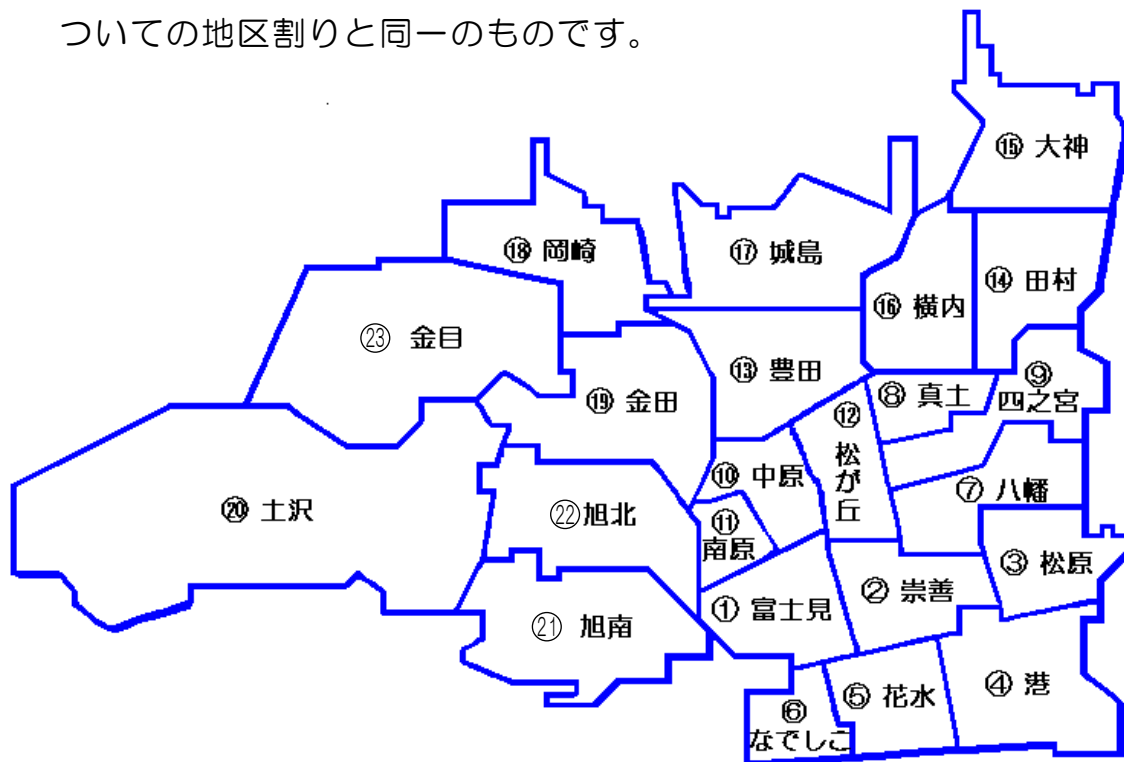 ついての地区割りと同一のものです。
⑮ 大神
⑱ 岡崎
⑰ 城島
⑭ 田村
⑯ 横内
㉓ 金目
⑬ 豊田
⑨
四之宮
⑧ 真土
⑲ 金田
⑫
松が丘
⑩ 中原
⑦ 八幡
⑳ 土沢
㉒ 旭北
⑪
南原
③ 松原
② 崇善
① 富士見
㉑ 旭南
④ 港
⑤ 花水
⑥
なでしこ